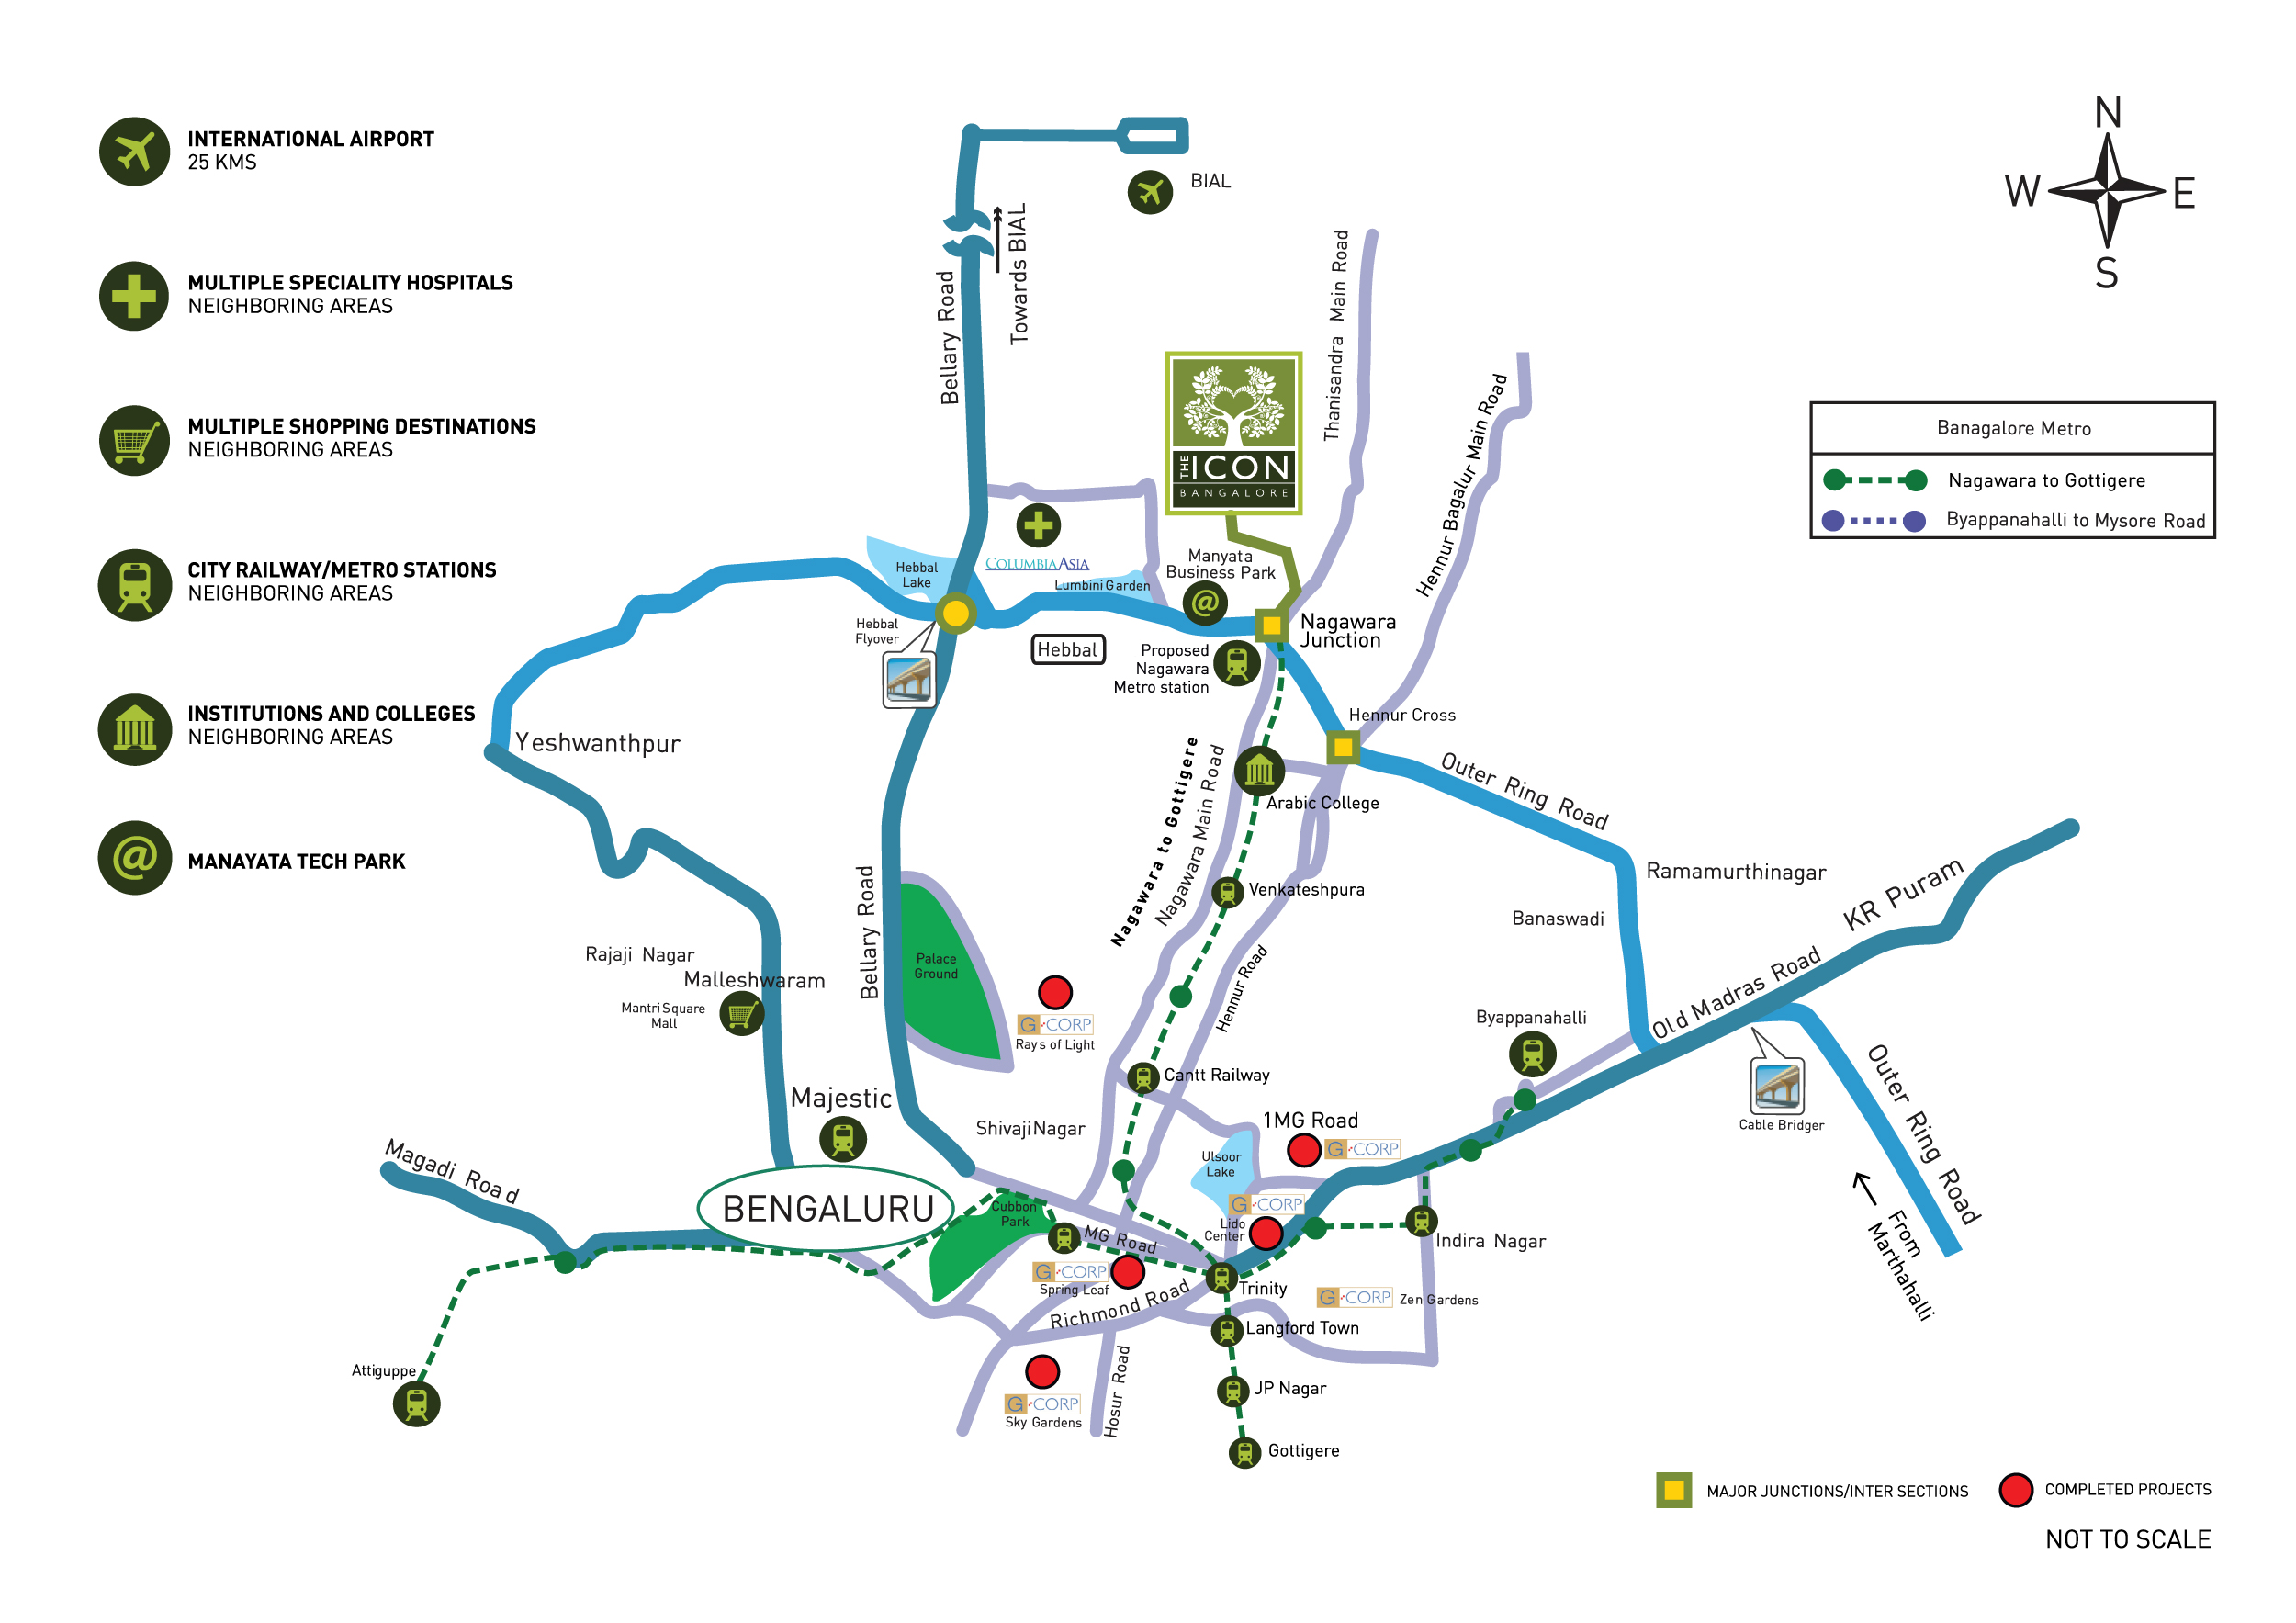 INTERNATIONAL AIRPORT
25 KMS
MULTIPLE SPECIALITY HOSPITALS
NEIGHBORING AREAS
MULTIPLE SHOPPING DESTINATIONS
NEIGHBORING AREAS
CITY RAILWAY/METRO STATIONS
NEIGHBORING AREAS
INSTITUTIONS AND COLLEGES
NEIGHBORING AREAS
@
MANAYATA TECH PARK
N
W
E
S
BIAL
Towards BIAL
Bellary Road
THE ICON
BANGALORE
Thanisandra Main Road
Hennur Bagalur Main Road
Banagalore Metro
Nagawara to Gottigere
Byappanahalli to Mysore Road
Hebbal
Lake
COLUMBIA ASIA
Lumbini Garden
Manyata
Business Park
@
Hebbal
Flyover
Hebbal
Nagawara
Junction
Proposed
Nagawara
Metro station
Hennur Cross
Yeshwanthpur
Nagawara to Gottigere
Nagawara Main Road
Arabic College
Outer Ring Road
Ramamurthinagar
KR Puram
Banaswadi
Venkateshpura
Bellary Road
Rajaji Nagar
Malleshwaram
Mantri Square
Mall
Palace
Ground
Hennur Road
G:CORP
Rays of Light
Old Madras Road
Byappanahalli
Cantt Railway
Cable Bridger
Outer Ring Road
From
Marthahalli
Majestic
ShivajiNagar
1MG Road
G:CORP
Ulsoor
Lake
Magadi Road
BENGALURU
Cubbon
Park
G:CORP
Lido
Center
MG Road
Indira Nagar
G:CORP
Spring Leaf
Trinity
Richmond Road
G:CORP
Zen Gardens
Langford Town
Attiguppe
Hosur Road
JP Nagar
G:CORP
Sky Gardens
Gottigere
MAJOR JUNCTIONS/INTER SECTIONS
COMPLETED PROJECTS
NOT TO SCALE